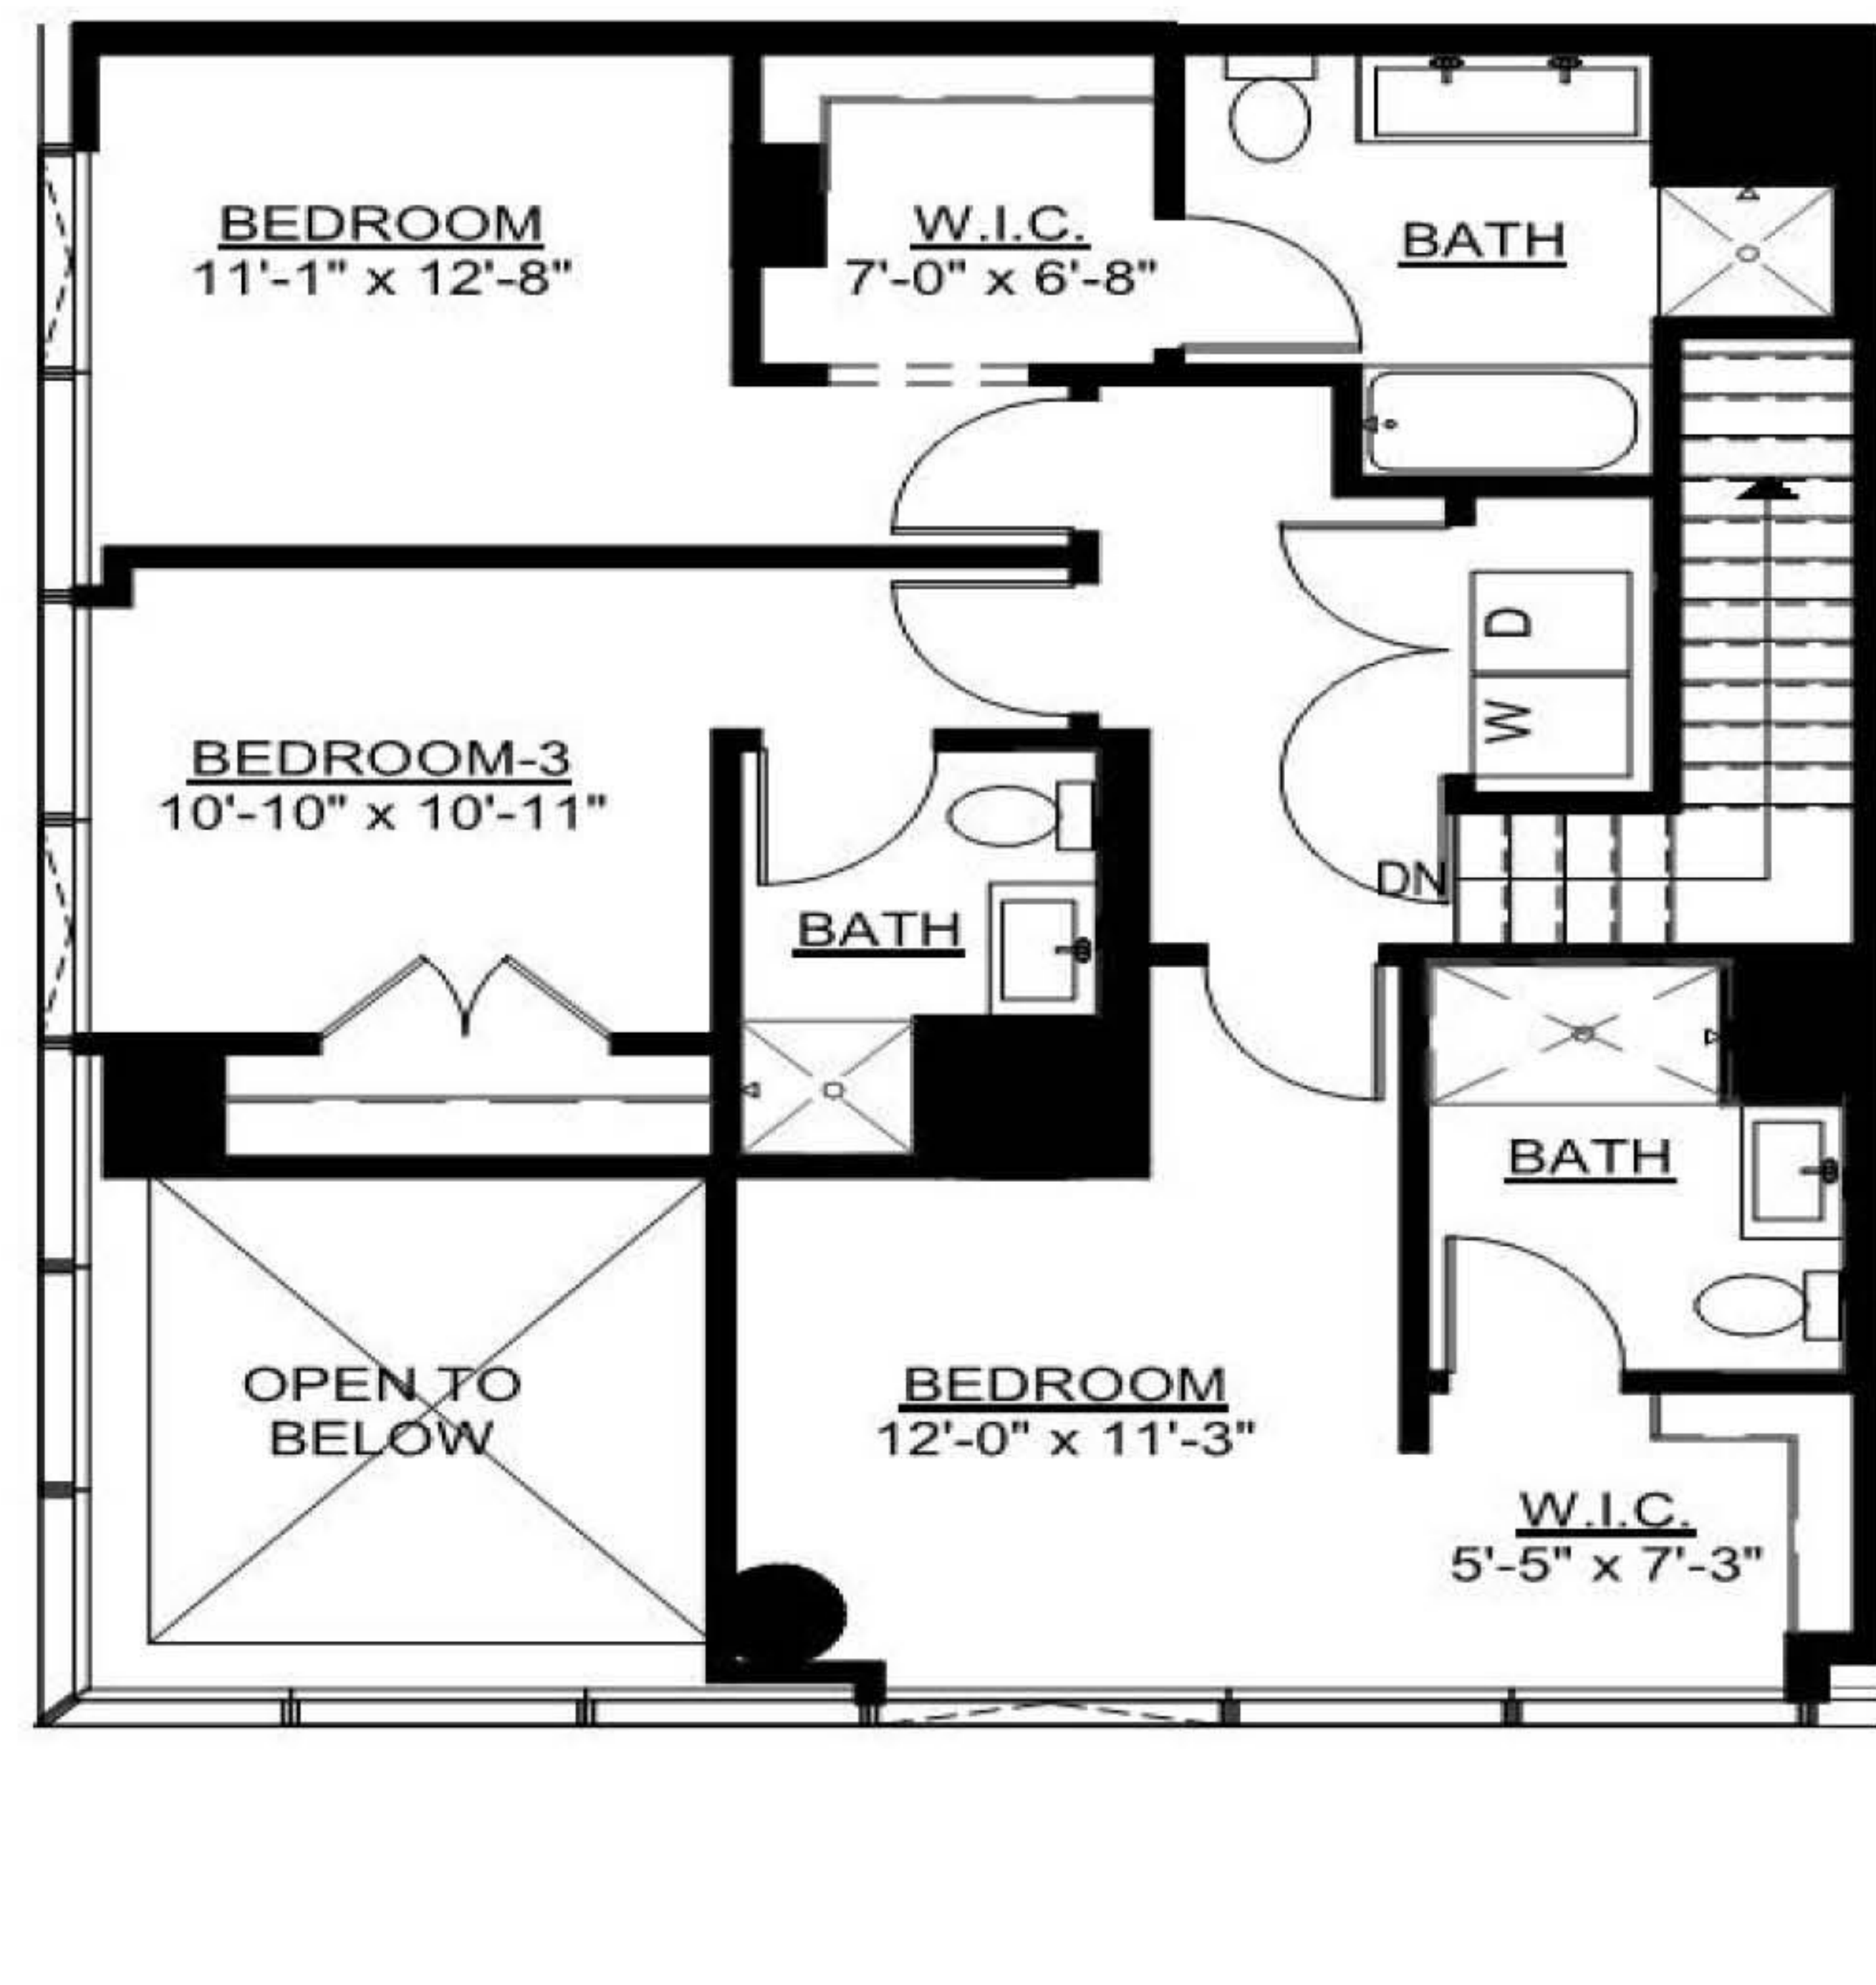 BEDROOM
11'-1" x 12'-8"
W.I.C.
7'-0" x 6'-8"
BATH
D
W
BEDROOM-3
10'-10" x 10'-11"
DN
BATH
BATH
OPEN TO
BELOW
BEDROOM
12'-0" x 11'-3"
W.I.C.
5'-5" x 7'-3"